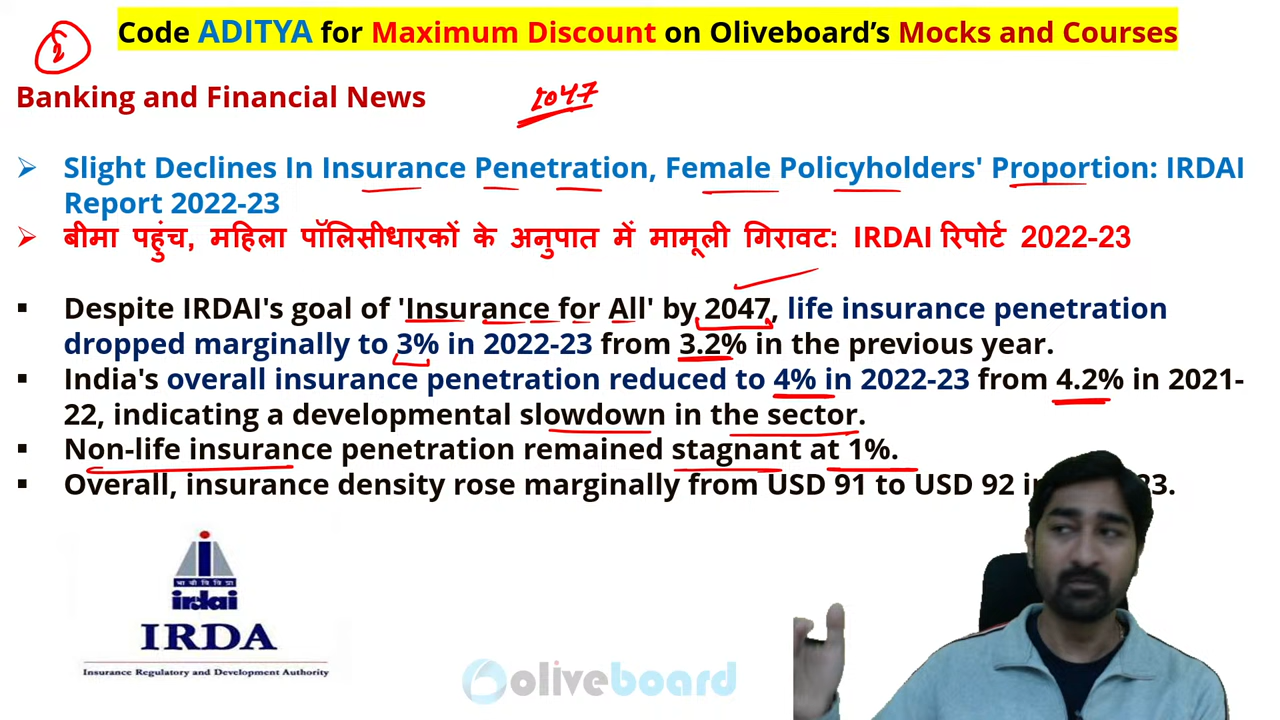 Code ADITYA for Maximum Discount on Oliveboard's Mocks and Courses
Banking and Financial News
2047
➢ Slight Declines In Insurance Penetration, Female Policyholders' Proportion: IRDAI
Report 2022-23
➢ बीमा पहुंच, महिला पॉलिसीधारकों के अनुपात में मामूली गिरावट: IRDAI रिपोर्ट 2022-23
▪ Despite IRDAI's goal of 'Insurance for All' by 2047, life insurance penetration
dropped marginally to 3% in 2022-23 from 3.2% in the previous year.
▪ India's overall insurance penetration reduced to 4% in 2022-23 from 4.2% in 2021-
22, indicating a developmental slowdown in the sector.
▪ Non-life insurance penetration remained stagnant at 1%.
▪ Overall, insurance density rose marginally from USD 91 to USD 92
irdai
IRDA
Insurance Regulatory and Development Authority
oliveboard